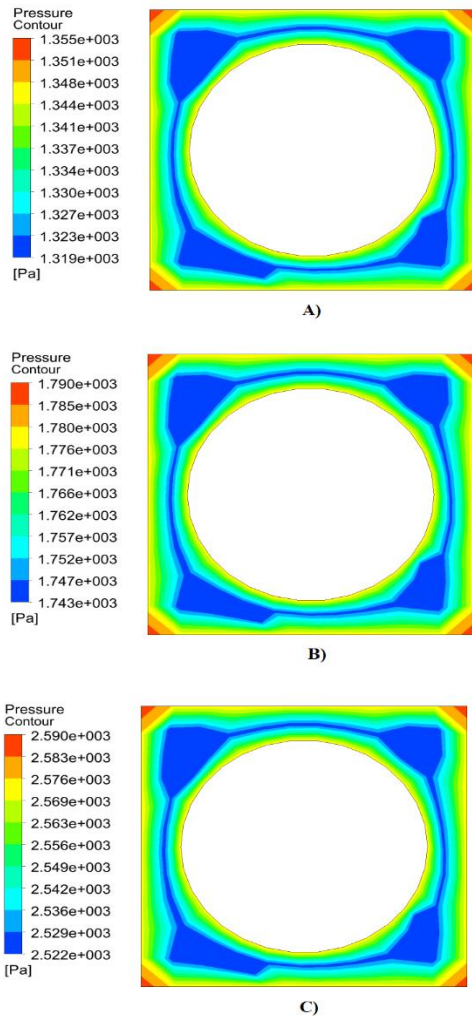 Pressure
Contour
1.355e+003
1.351e+003
1.348e+003
1.344e+003
1.341e+003
1.337e+003
1.334e+003
1.330e+003
1.327e+003
1.323e+003
1.319e+003
[Pa]
A)
Pressure
Contour
1.790e+003
1.785e+003
1.780e+003
1.776e+003
1.771e+003
1.766e+003
1.762e+003
1.757e+003
1.752e+003
1.747e+003
1.743e+003
[Pa]
B)
Pressure
Contour
2.590e+003
2.583e+003
2.576e+003
2.569e+003
2.563e+003
2.556e+003
2.549e+003
2.542e+003
2.536e+003
2.529e+003
2.522e+003
[Pa]
C)